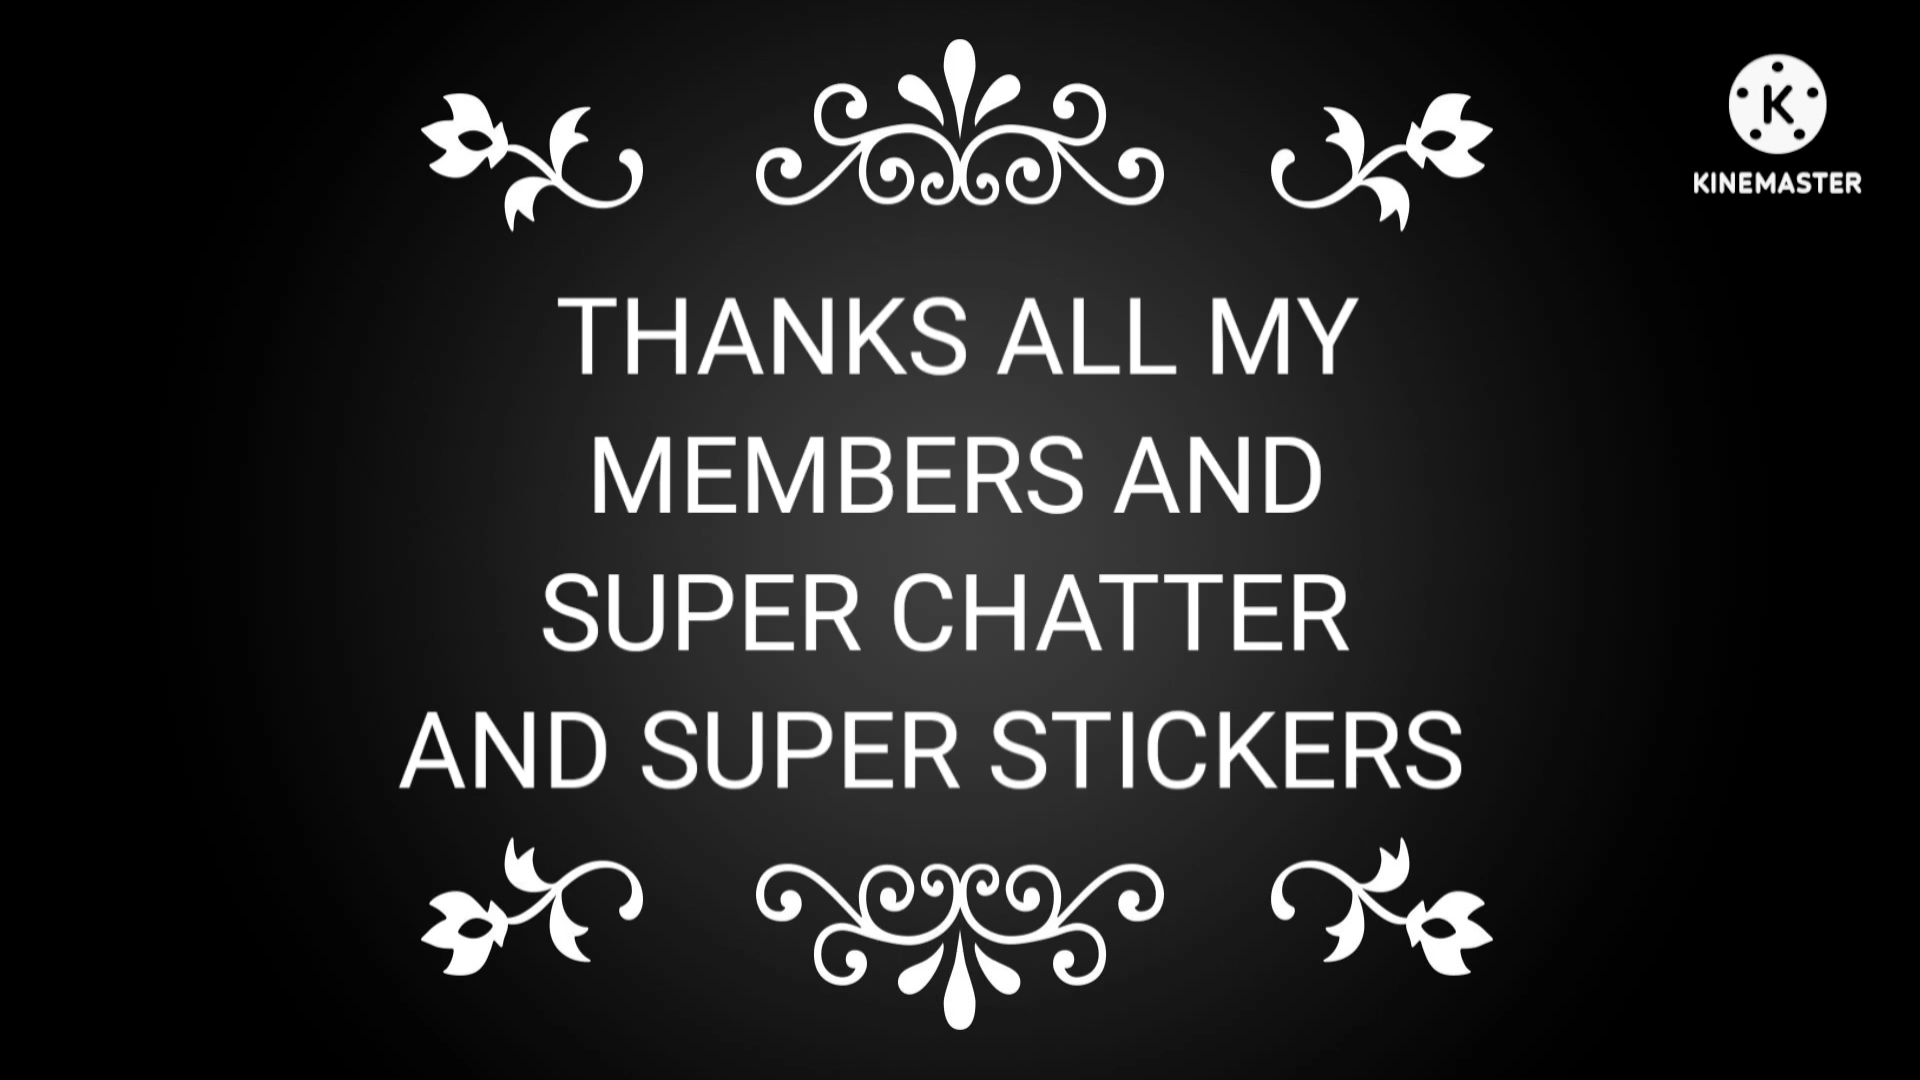 K
KINEMASTER
THANKS ALL MY
MEMBERS AND
SUPER CHATTER
AND SUPER STICKERS